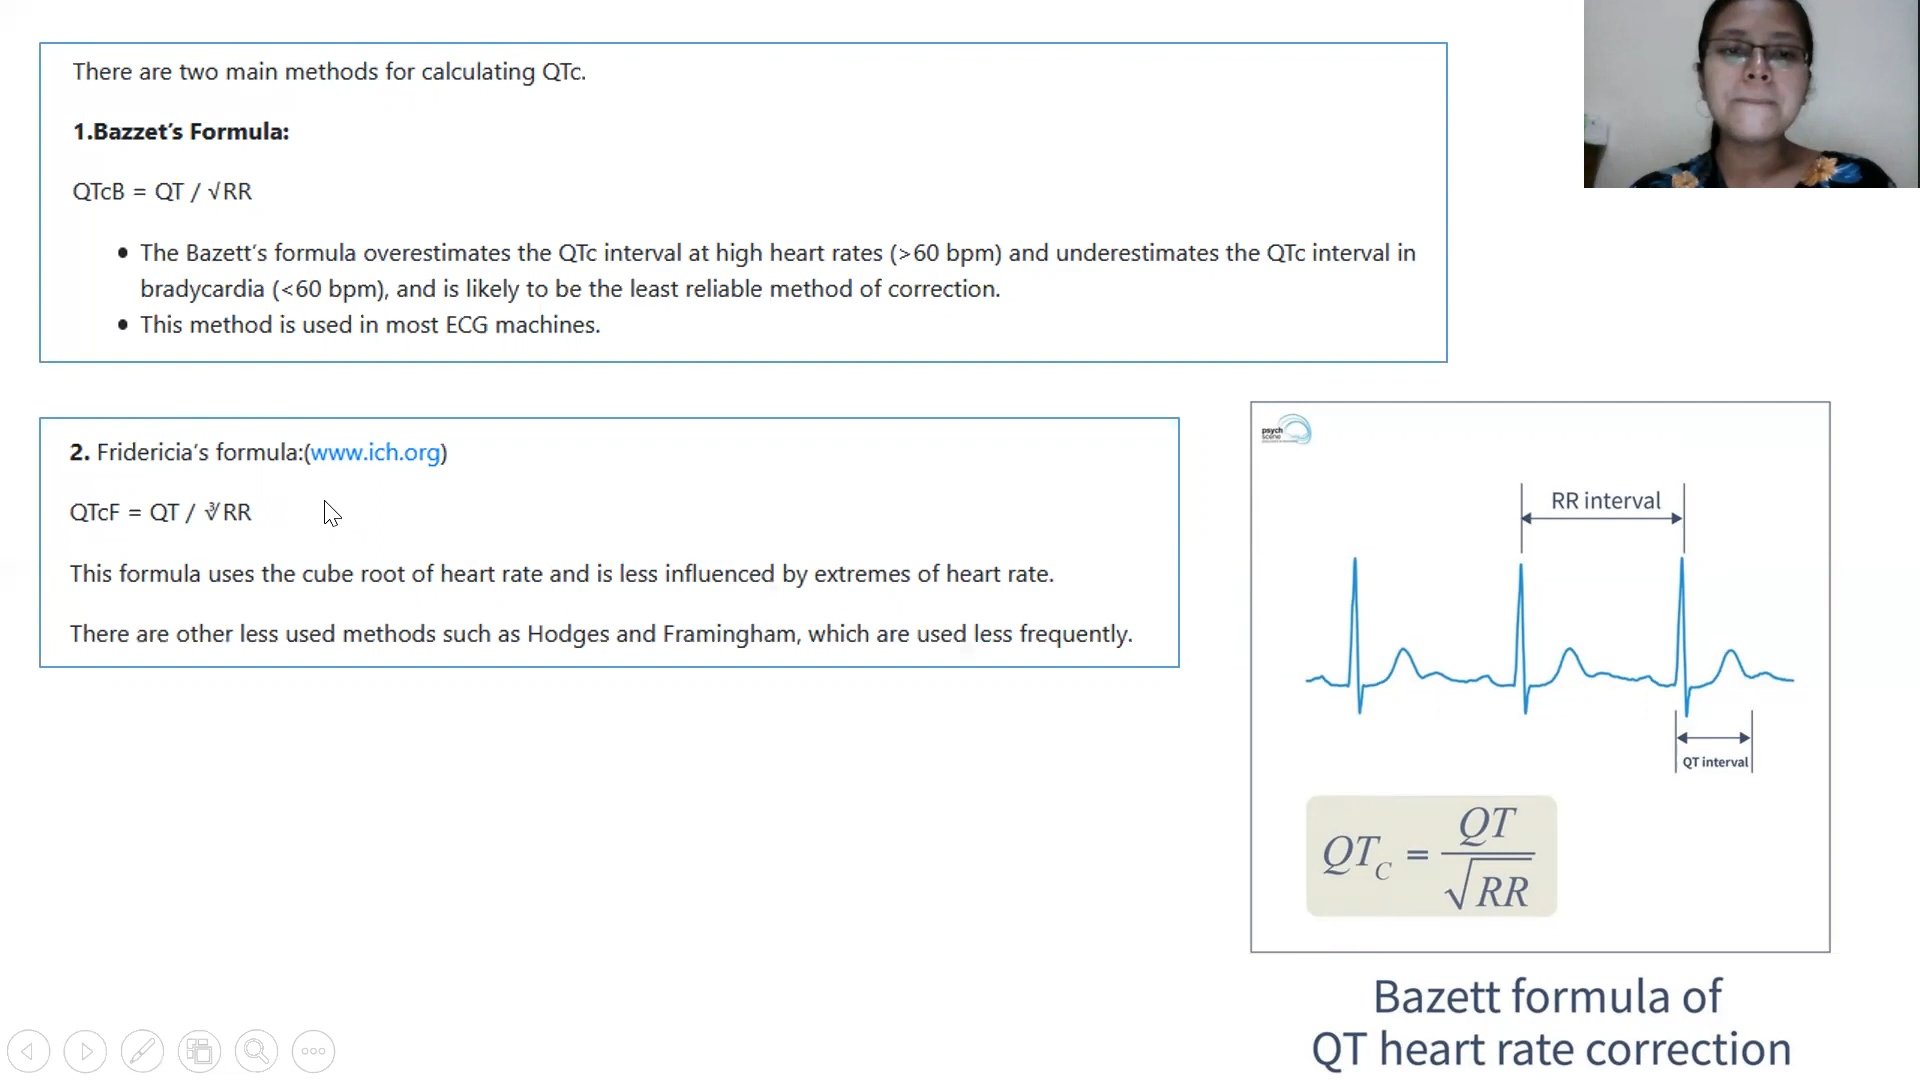 There are two main methods for calculating QTc.
1.Bazzet's Formula:
QTcB = QT / √RR
• The Bazett's formula overestimates the QTc interval at high heart rates (>60 bpm) and underestimates the QTc interval in
bradycardia (<60 bpm), and is likely to be the least reliable method of correction.
• This method is used in most ECG machines.
2. Fridericia's formula:(www.ich.org)
QTcF = QT / ∛RR
This formula uses the cube root of heart rate and is less influenced by extremes of heart rate.
There are other less used methods such as Hodges and Framingham, which are used less frequently.
psych
scene
RR interval
QT interval
QT_C = QT / √RR
Bazett formula of
QT heart rate correction